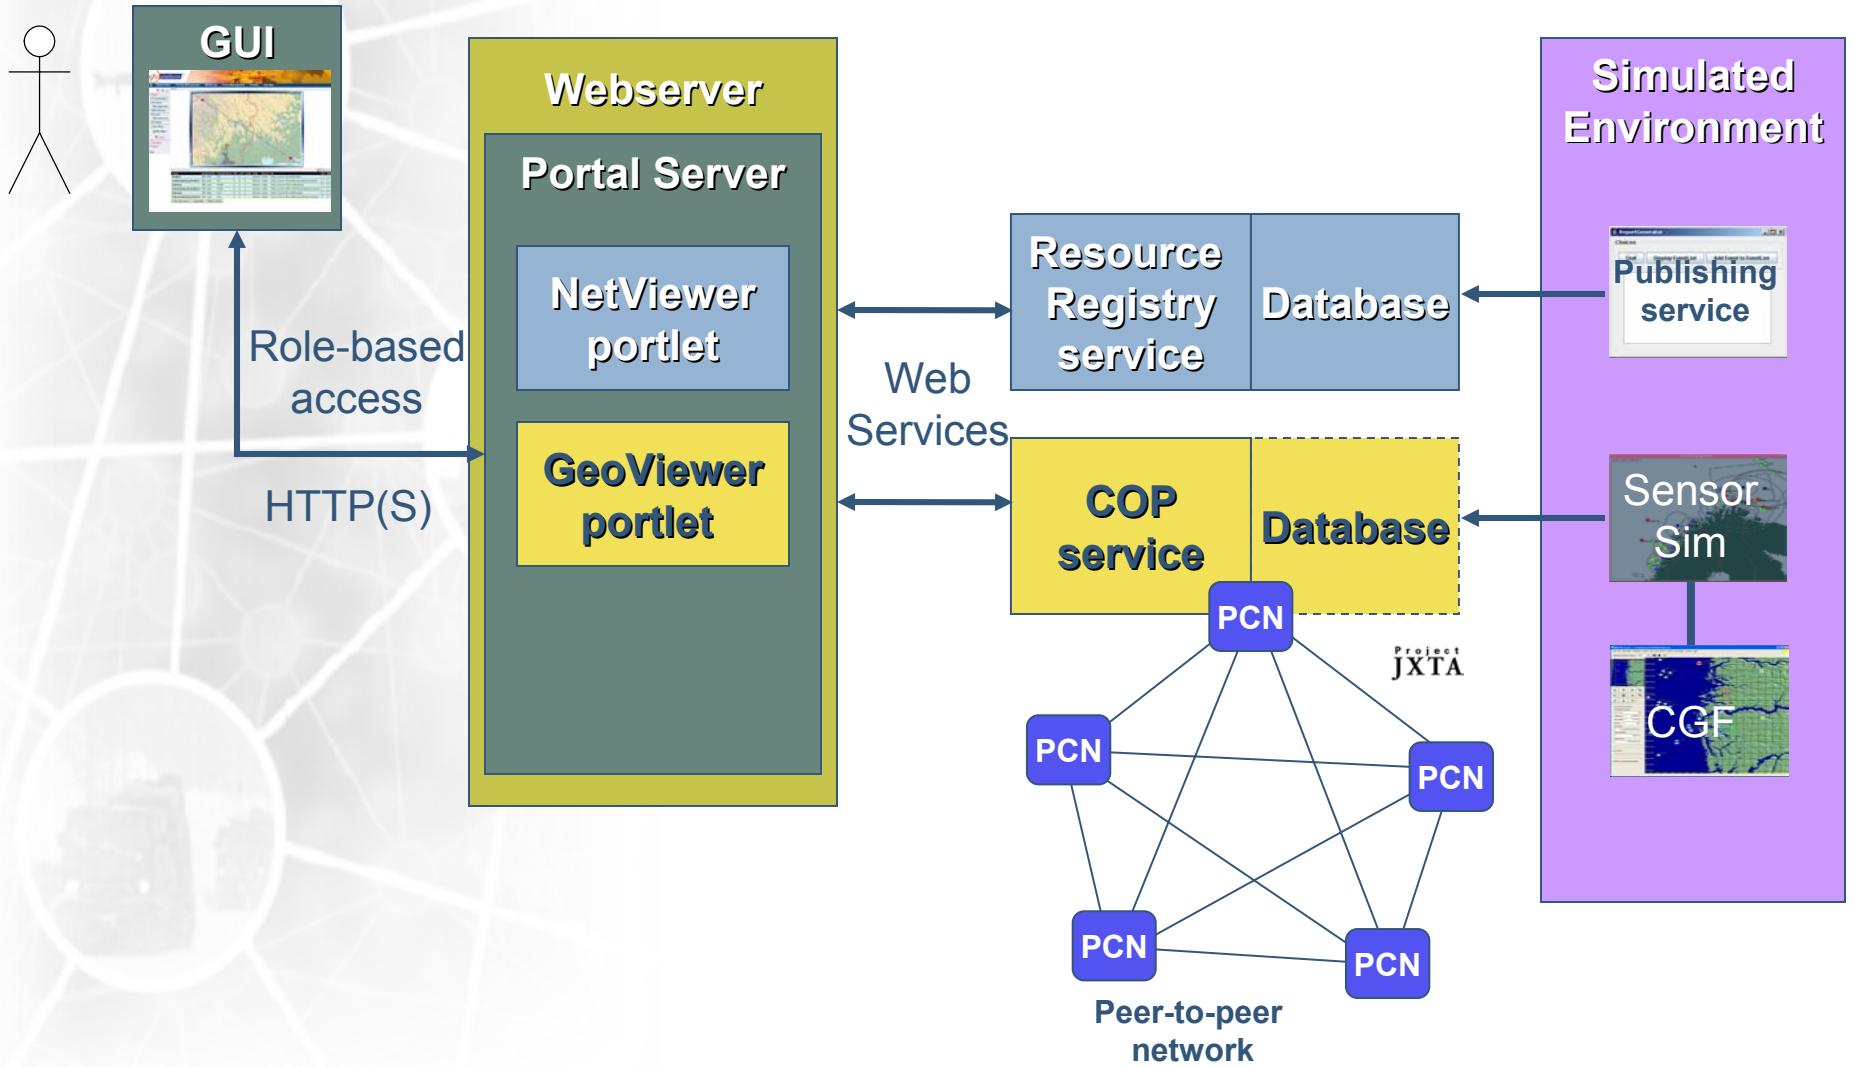 GUI
Role-based
access
HTTP(S)
Webserver
Portal Server
NetViewer
portlet
GeoViewer
portlet
Web
Services
Resource
Registry
service
Database
COP
service
Database
PCN
Project
JXTA
PCN
PCN
PCN
PCN
Peer-to-peer
network
Simulated
Environment
ReportGenerator
Choices
Publishing
service
Sensor
Sim
CGF